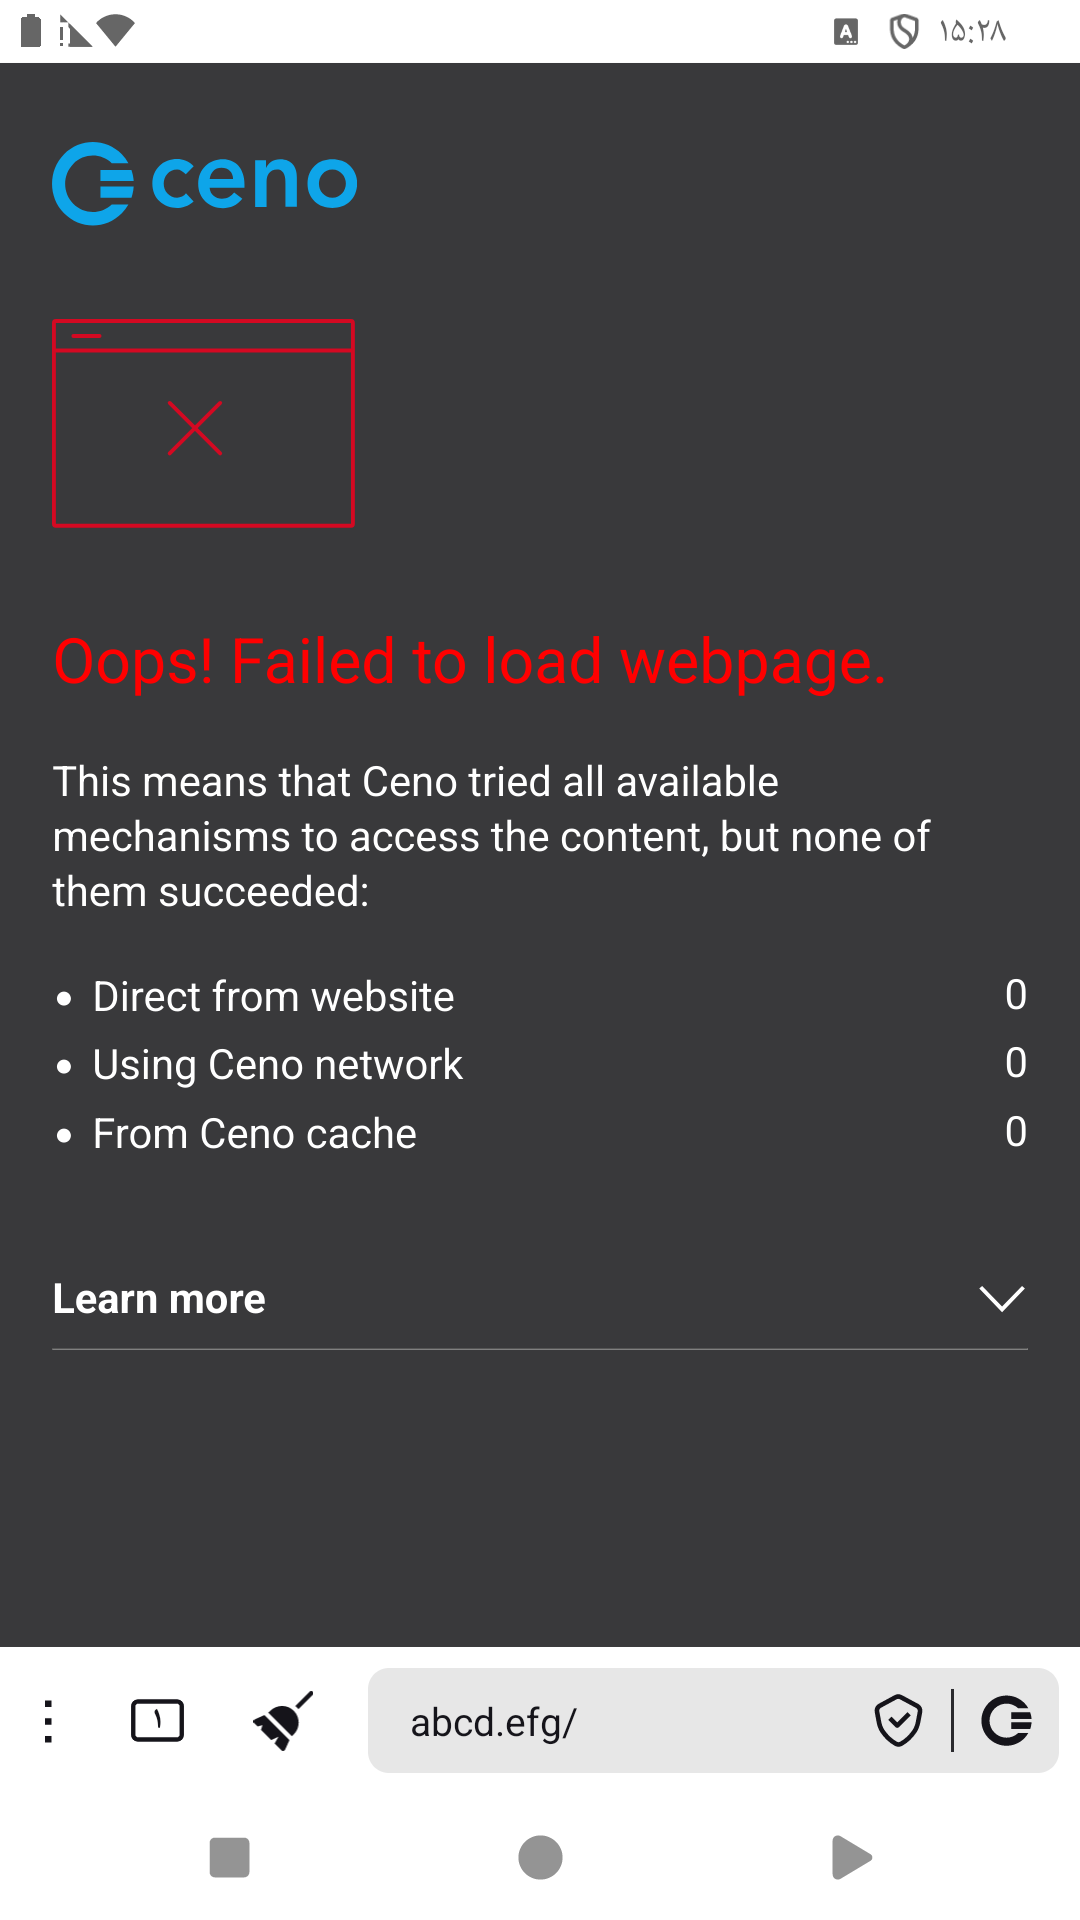 ۱۵:۲۸
ceno
Oops! Failed to load webpage.
This means that Ceno tried all available
mechanisms to access the content, but none of
them succeeded:
• Direct from website 0
• Using Ceno network 0
• From Ceno cache 0
Learn more
۱
abcd.efg/